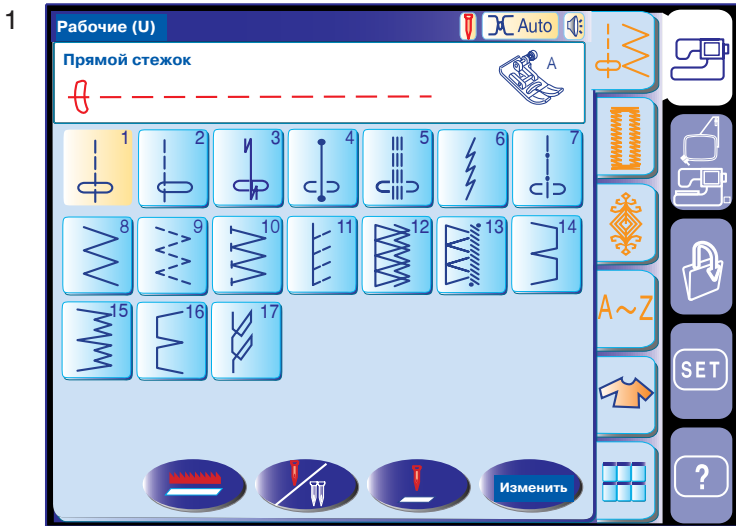 1
Рабочие (U)
Auto
Прямой стежок
A
1 2 3 4 5 6 7
8 9 10 11 12 13 14
15 16 17
A~Z
SET
Изменить
?